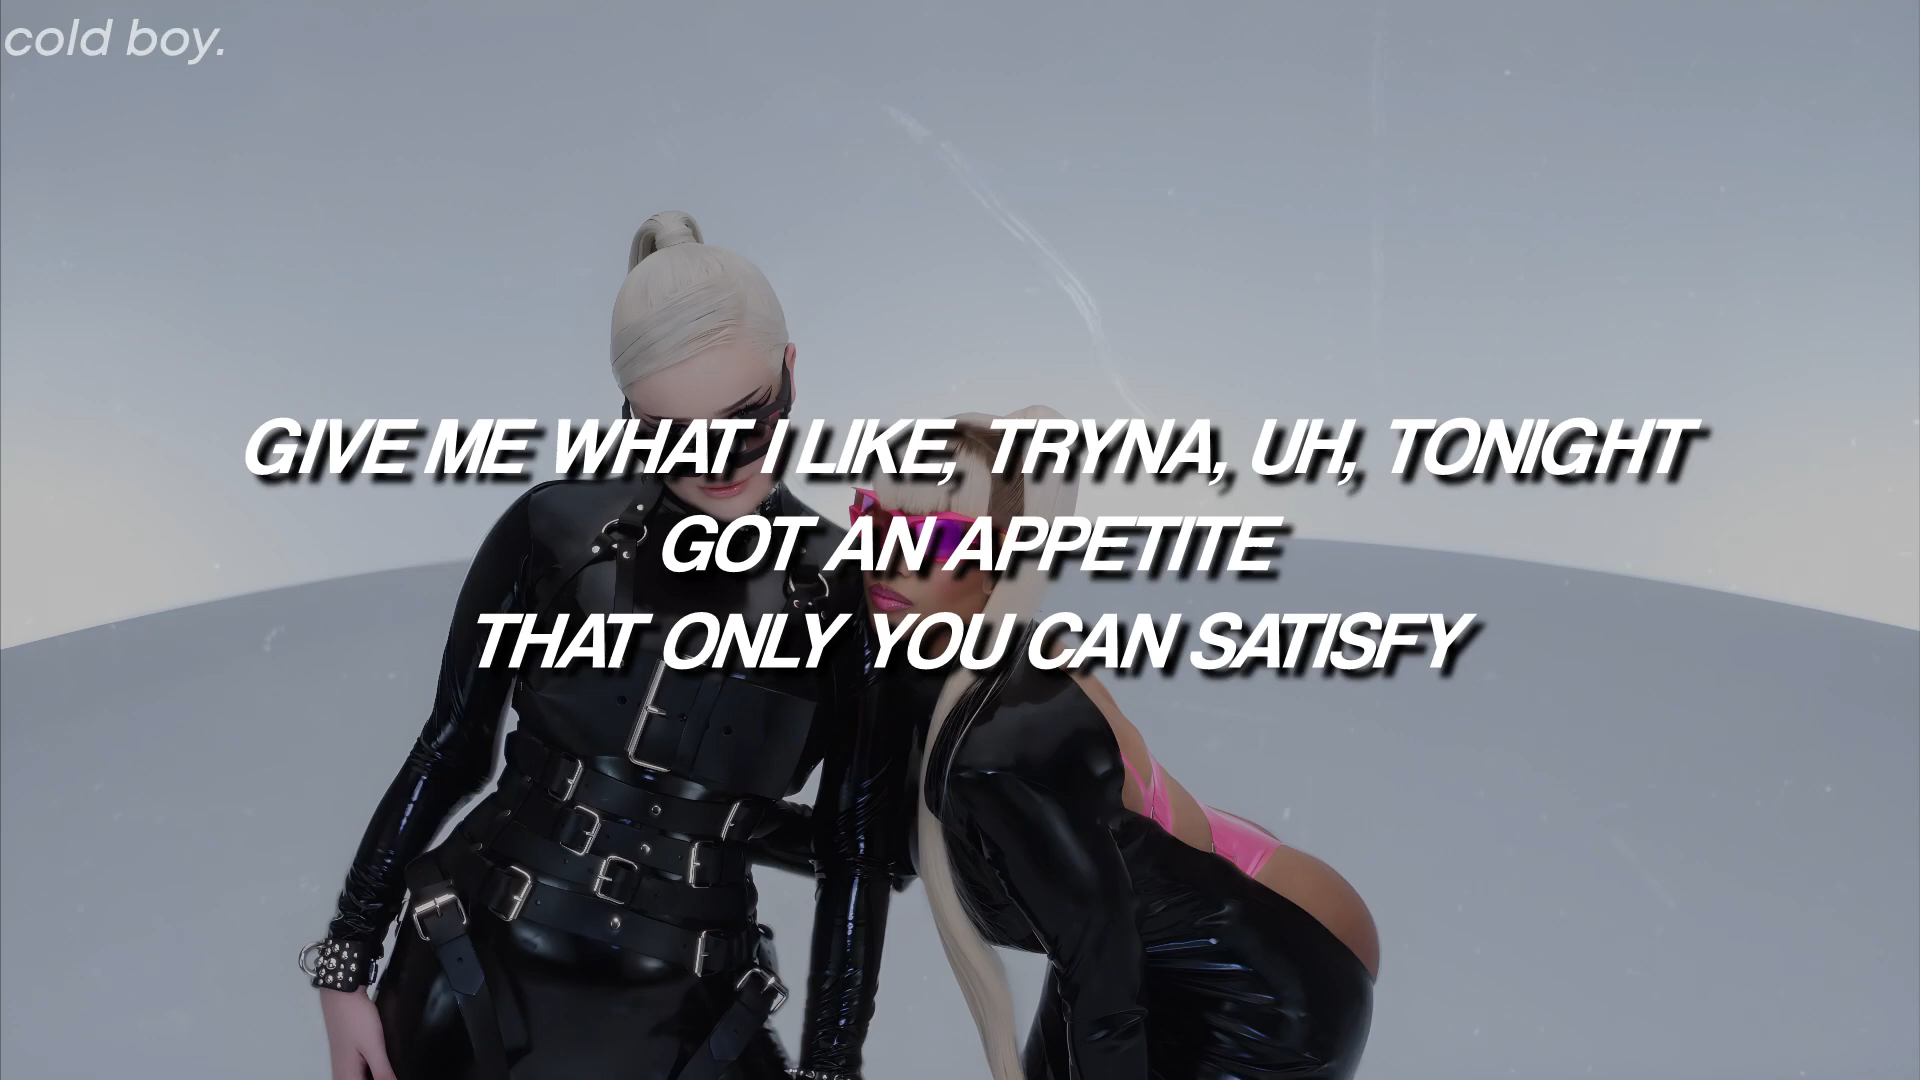 cold boy.
GIVE ME WHAT I LIKE, TRYNA, UH, TONIGHT
GOT AN APPETITE
THAT ONLY YOU CAN SATISFY